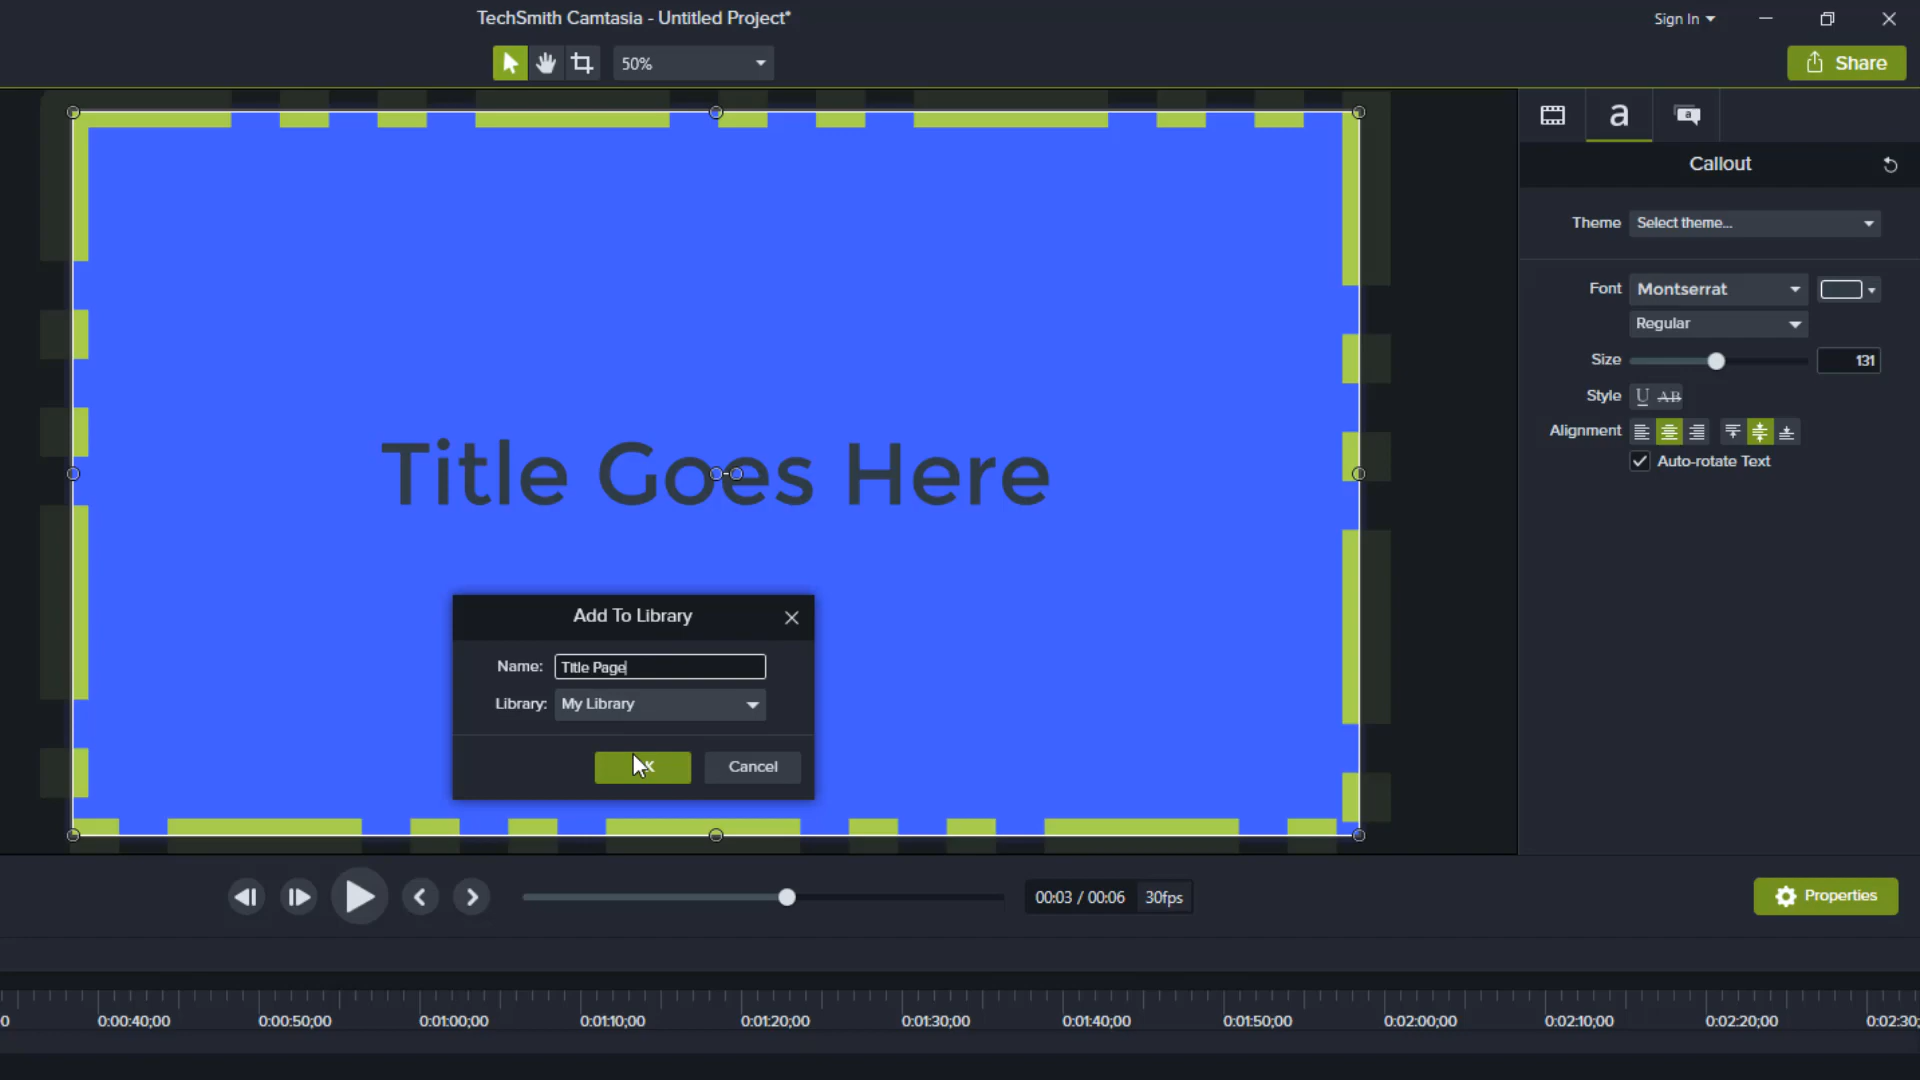 TechSmith Camtasia - Untitled Project*
Sign In
50%
Share
a
a
Callout
Theme Select theme...
Font Montserrat
Regular
Size 131
Style U AB
Alignment
Auto-rotate Text
Title Goes Here
Add To Library
Name: Title Page
Library: My Library
Cancel
00:03 / 00:06 30fps
Properties
0:00:40;00 0:00:50;00 0:01:00;00 0:01:10;00 0:01:20;00 0:01:30;00 0:01:40;00 0:01:50;00 0:02:00;00 0:02:10;00 0:02:20;00 0:02:30;